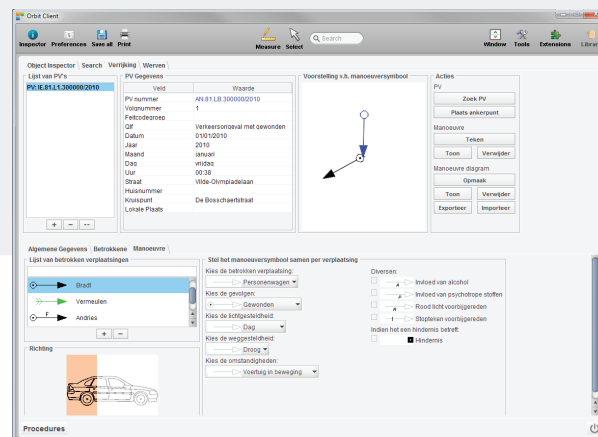 Orbit Client
Inspector Preferences Save all Print Measure Select Search Window Tools Extensions
Object Inspector Search Verrijking Werven
Lijst van PV's
PV: IE.81.L1.300000/2010
PV Gegevens
Veld Waarde
PV nummer AN.81.LB.300000/2010
Volgnummer 1
Feitcodegroep
Qlf Verkeersongeval met gewonden
Datum 01/01/2010
Jaar 2010
Maand januari
Dag vrijdag
Uur 00:38
Straat Vilde-Olympiadelaan
Huisnummer
Kruispunt De Bosschaertstraat
Lokale Plaats
Voorstelling v.h. manoeuvresymbool
Acties
PV
Zoek PV
Plaats ankerpunt
Manoeuvre
Teken
Toon Verwijder
Manoeuvre diagram
Opmaak
Toon Verwijder
Exporteer Importeer
+ - --
Algemene Gegevens Betrokkene Manoeuvre
Lijst van betrokken verplaatsingen
Bradt
Vermeulen
F Andries
+ -
Richting
Stel het manoeuvresymbool samen per verplaatsing
Kies de betrokken verplaatsing:
Personenwagen
Kies de gevolgen:
Gewonden
Kies de lichtgesteldheid:
Dag
Kies de weggesteldheid:
Droog
Kies de omstandigheden:
Voertuig in beweging
Diversen:
A Invloed van alcohol
P Invloed van psychotrope stoffen
R Rood licht voorbijgereden
Stopteken voorbijgereden
Indien het een hindernis betreft:
Hindernis
Procedures